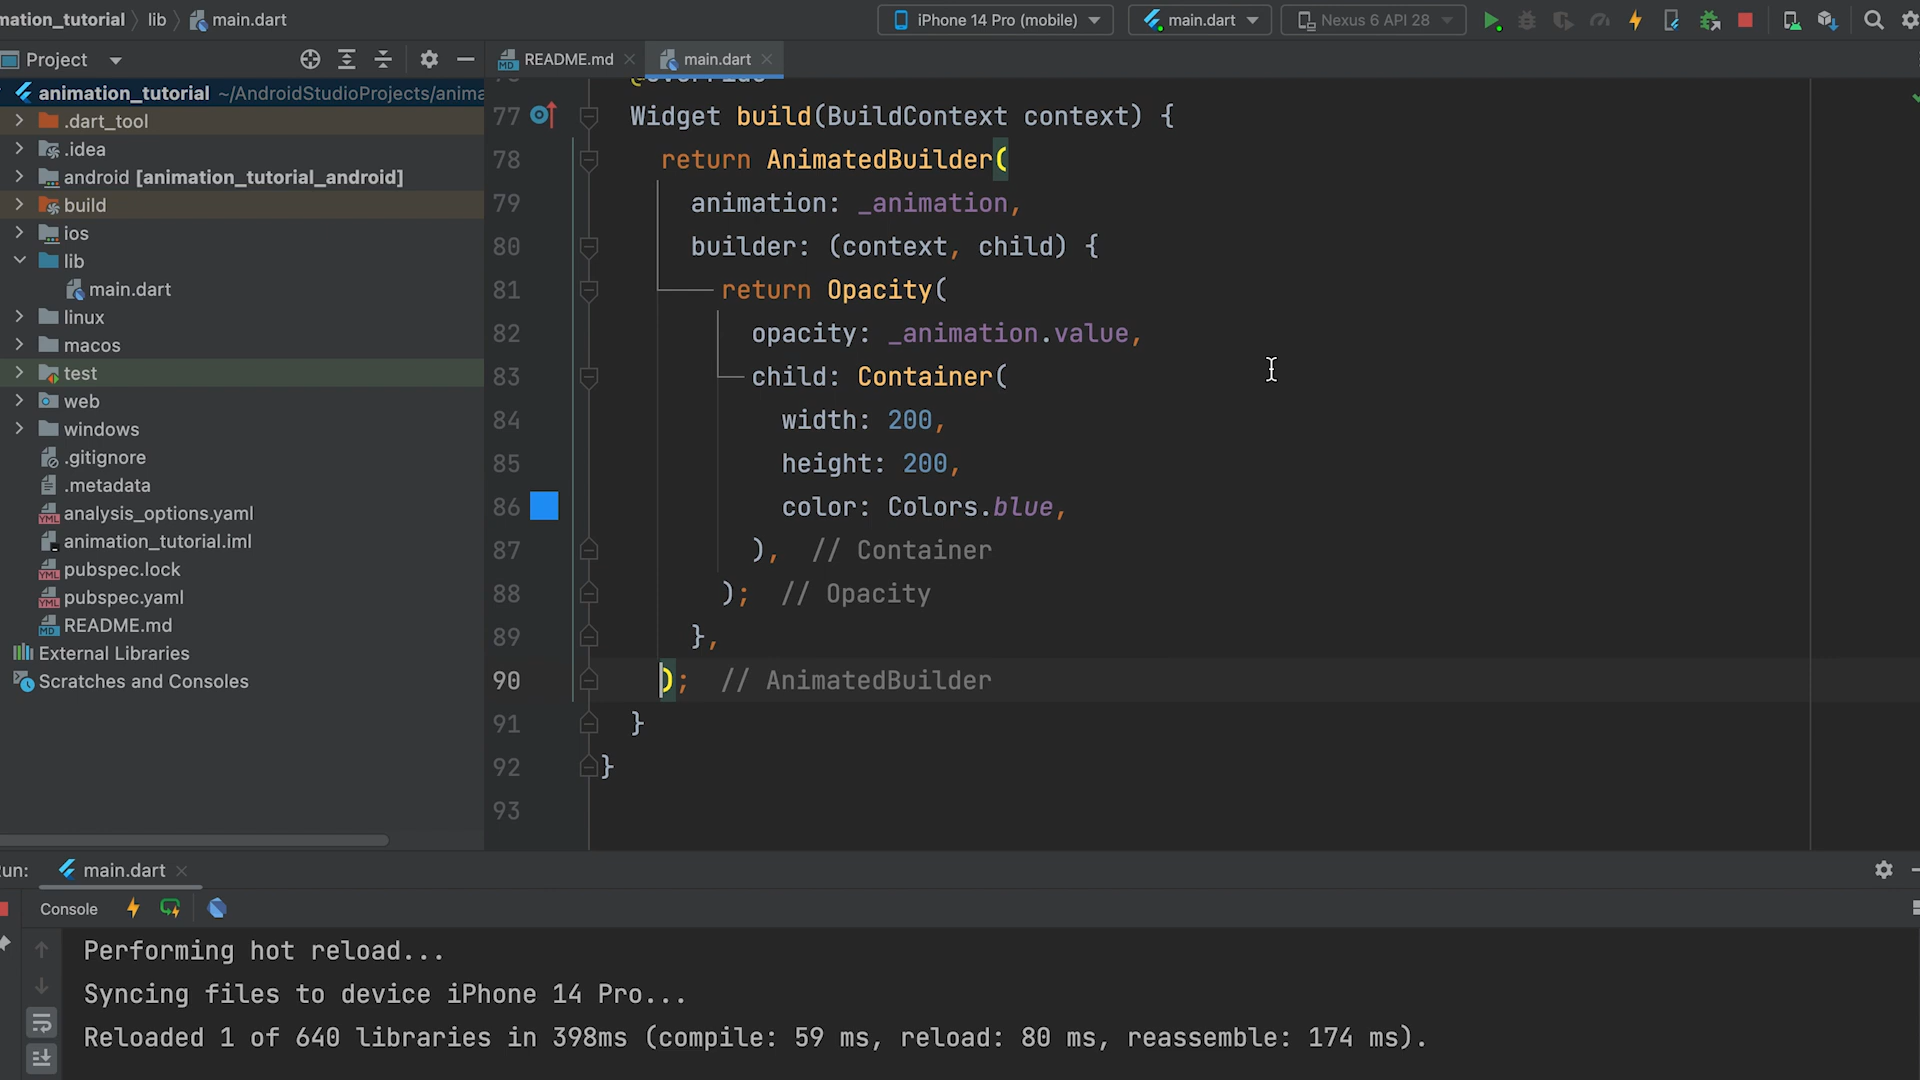 mation_tutorial lib main.dart
iPhone 14 Pro (mobile) main.dart Nexus 6 API 28
Project
README.md main.dart
animation_tutorial ~/AndroidStudioProjects/anima
.dart_tool
.idea
android [animation_tutorial_android]
build
ios
lib
main.dart
linux
macos
test
web
windows
.gitignore
.metadata
analysis_options.yaml
animation_tutorial.iml
pubspec.lock
pubspec.yaml
README.md
External Libraries
Scratches and Consoles
@override
77 Widget build(BuildContext context) {
78 return AnimatedBuilder(
79 animation: _animation,
80 builder: (context, child) {
81 return Opacity(
82 opacity: _animation.value,
83 child: Container(
84 width: 200,
85 height: 200,
86 color: Colors.blue,
87 ), // Container
88 ); // Opacity
89 },
90 ); // AnimatedBuilder
91 }
92 }
93
un: main.dart
Console
Performing hot reload...
Syncing files to device iPhone 14 Pro...
Reloaded 1 of 640 libraries in 398ms (compile: 59 ms, reload: 80 ms, reassemble: 174 ms).